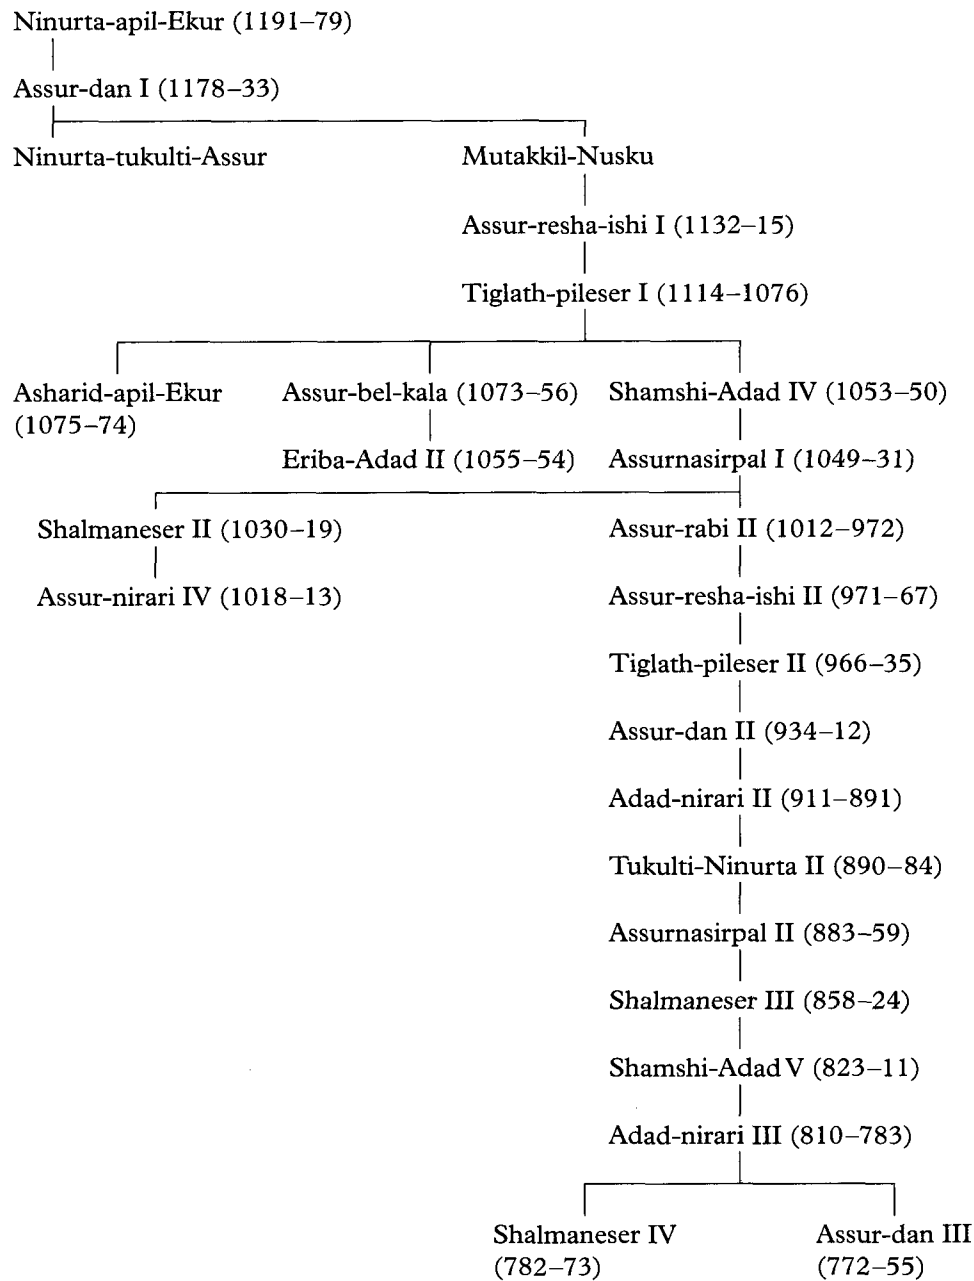 Ninurta-apil-Ekur (1191–79)
Assur-dan I (1178–33)
Ninurta-tukulti-Assur
Mutakkil-Nusku
Assur-resha-ishi I (1132–15)
Tiglath-pileser I (1114–1076)
Asharid-apil-Ekur
(1075–74)
Assur-bel-kala (1073–56)
Shamshi-Adad IV (1053–50)
Eriba-Adad II (1055–54)
Assurnasirpal I (1049–31)
Shalmaneser II (1030–19)
Assur-rabi II (1012–972)
Assur-nirari IV (1018–13)
Assur-resha-ishi II (971–67)
Tiglath-pileser II (966–35)
Assur-dan II (934–12)
Adad-nirari II (911–891)
Tukulti-Ninurta II (890–84)
Assurnasirpal II (883–59)
Shalmaneser III (858–24)
Shamshi-Adad V (823–11)
Adad-nirari III (810–783)
Shalmaneser IV
(782–73)
Assur-dan III
(772–55)